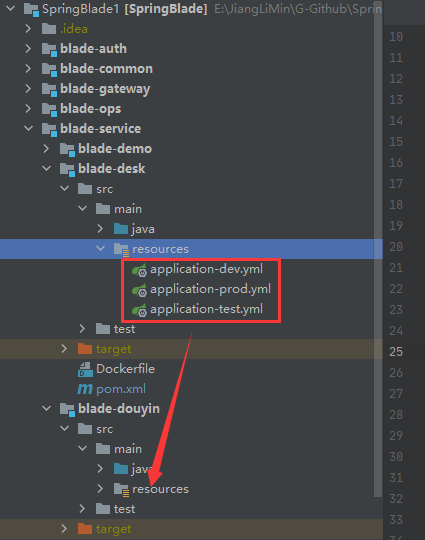 SpringBlade1 [SpringBlade] E:\JiangLiMin\G-Github\Sprin
.idea
blade-auth
blade-common
blade-gateway
blade-ops
blade-service
blade-demo
blade-desk
src
main
java
resources
application-dev.yml
application-prod.yml
application-test.yml
test
target
Dockerfile
pom.xml
blade-douyin
src
main
java
resources
test
target
10
11
12
13
14
15
16
17
18
19
20
21
22
23
24
25
26
27
28
29
30
31
32
33
34